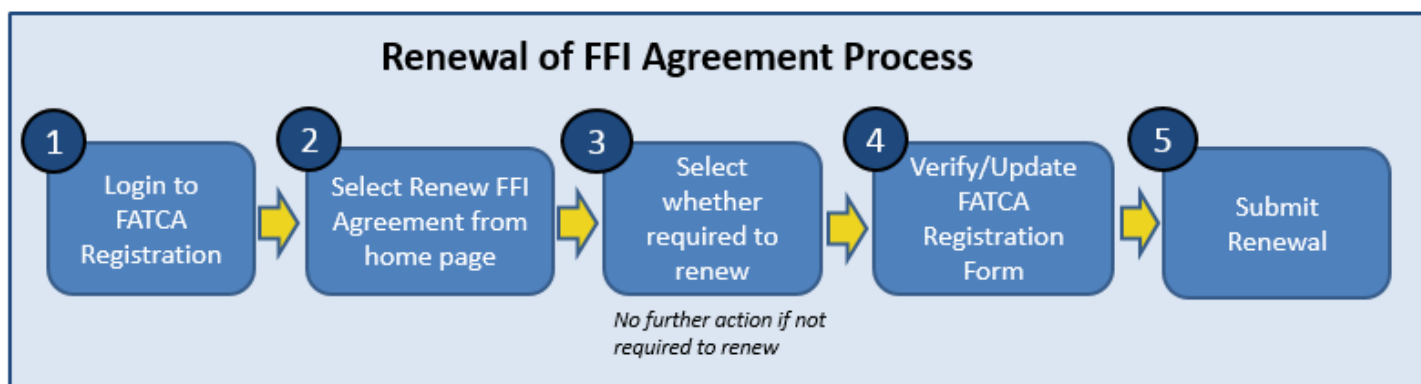 Renewal of FFI Agreement Process
1
Login to
FATCA
Registration
2
Select Renew FFI
Agreement from
home page
3
Select
whether
required to
renew
No further action if not
required to renew
4
Verify/Update
FATCA
Registration
Form
5
Submit
Renewal